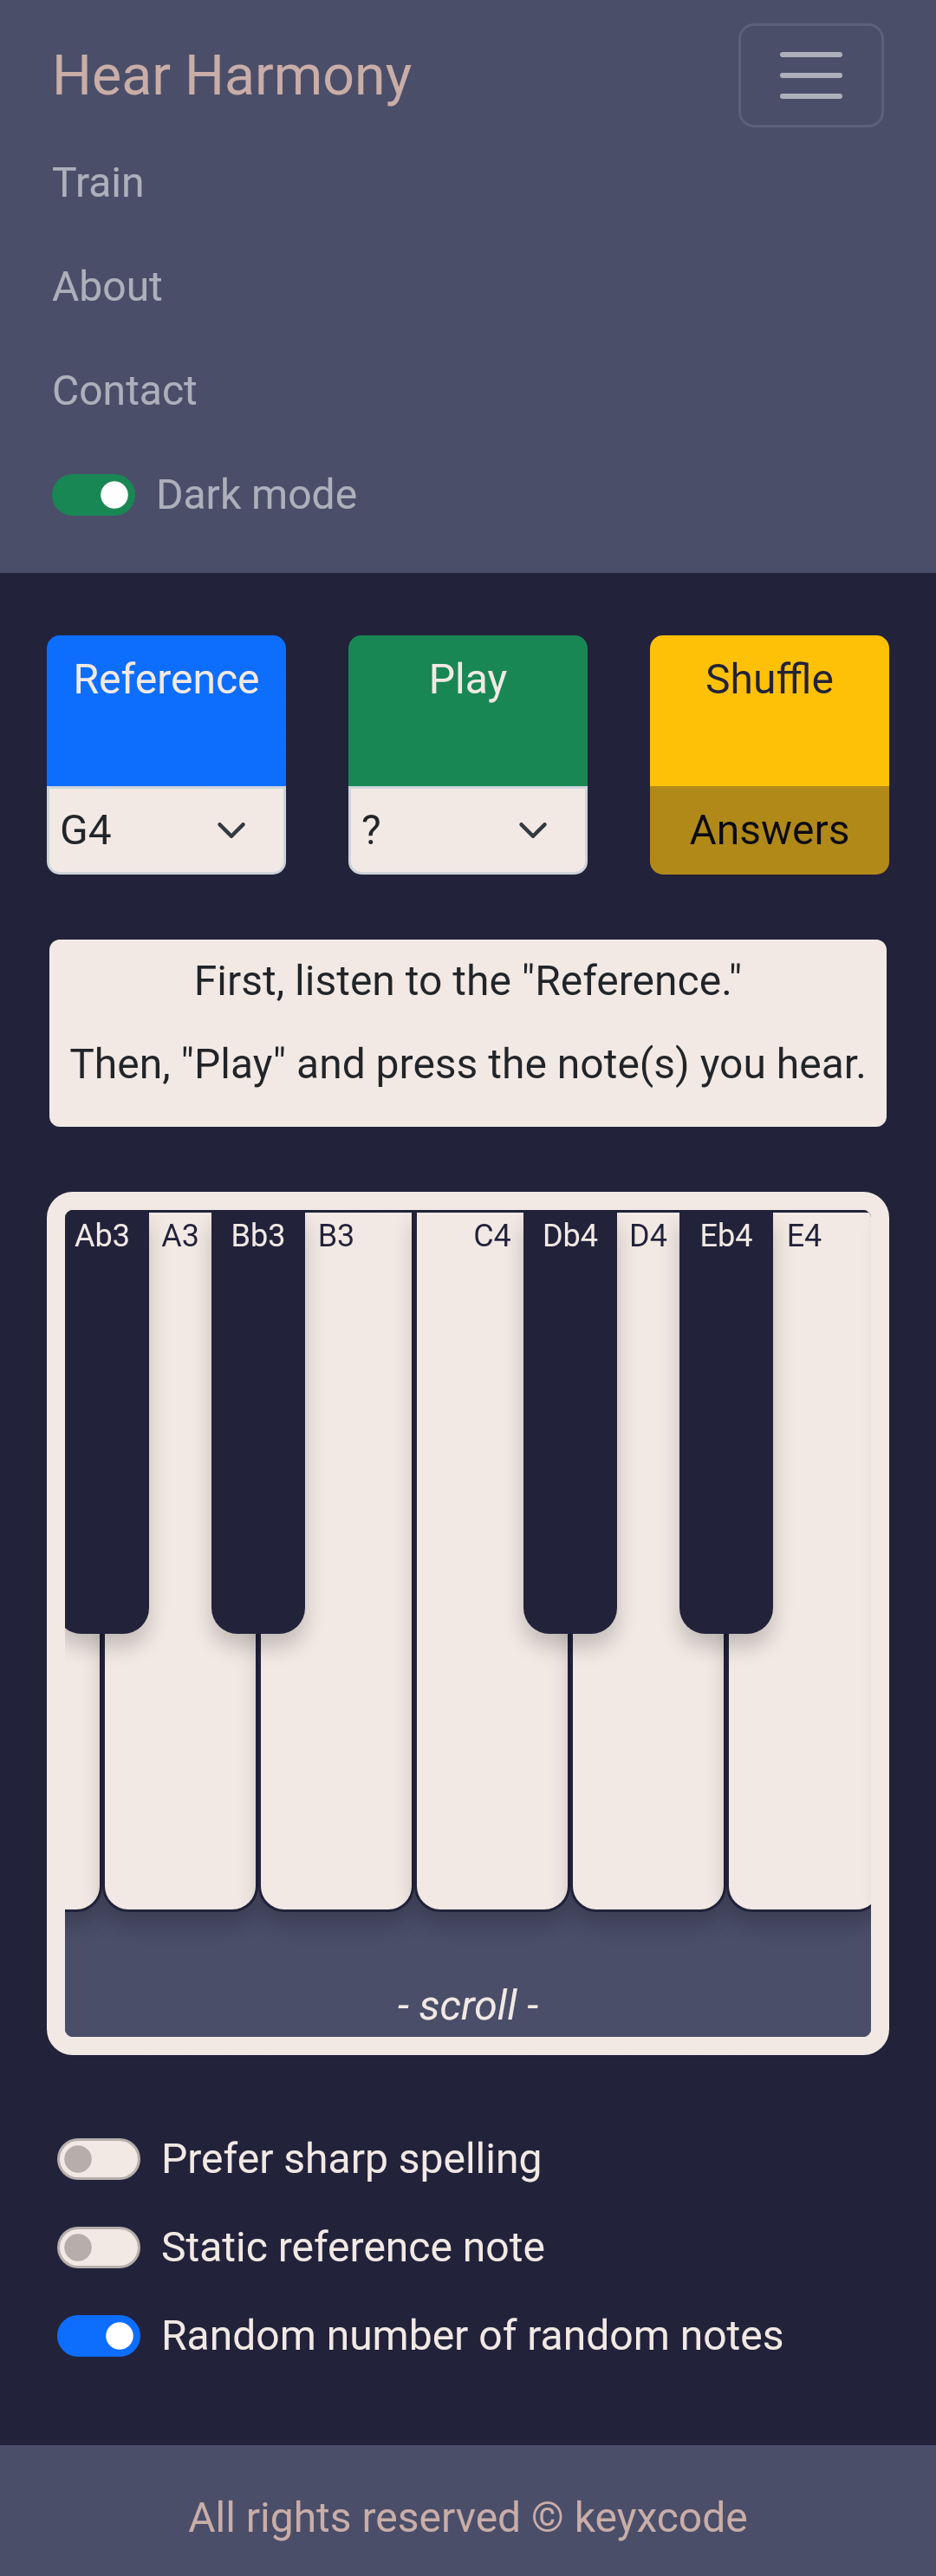 Hear Harmony
Train
About
Contact
Dark mode
Reference
Play
Shuffle
G4
?
Answers
First, listen to the "Reference."
Then, "Play" and press the note(s) you hear.
Ab3 A3 Bb3 B3 C4 Db4 D4 Eb4 E4
- scroll -
Prefer sharp spelling
Static reference note
Random number of random notes
All rights reserved © keyxcode